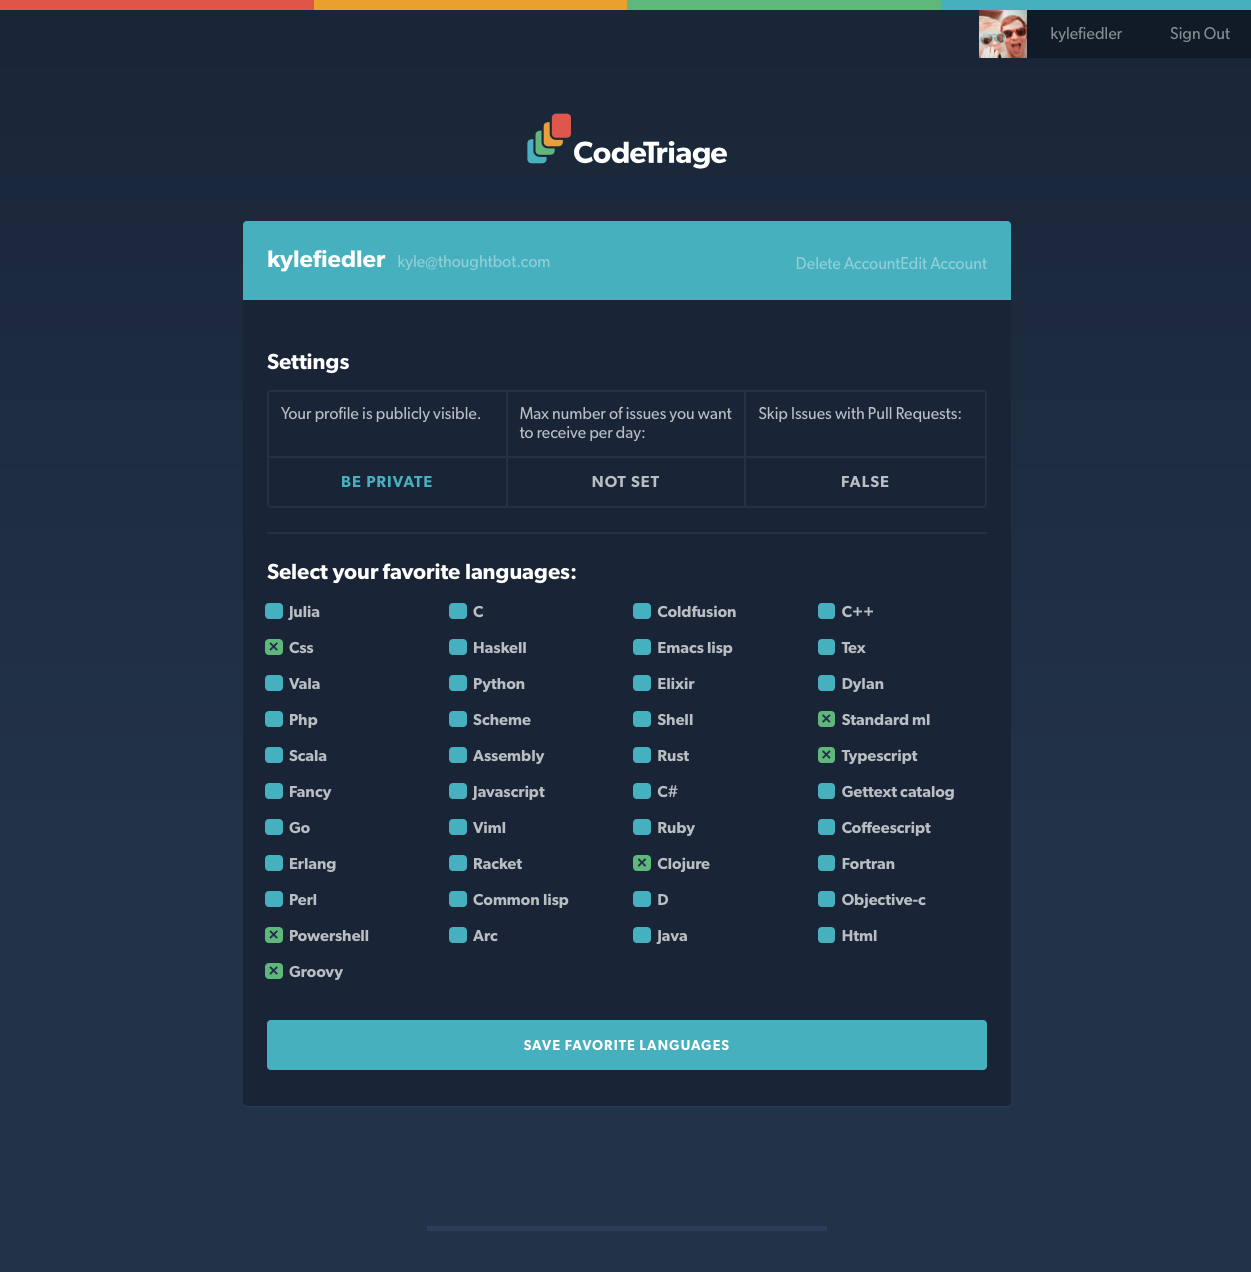 kylefiedler Sign Out
CodeTriage
kylefiedler kyle@thoughtbot.com Delete AccountEdit Account
Settings
Your profile is publicly visible.
Max number of issues you want
to receive per day:
Skip Issues with Pull Requests:
BE PRIVATE NOT SET FALSE
Select your favorite languages:
Julia C Coldfusion C++
Css Haskell Emacs lisp Tex
Vala Python Elixir Dylan
Php Scheme Shell Standard ml
Scala Assembly Rust Typescript
Fancy Javascript C# Gettext catalog
Go Viml Ruby Coffeescript
Erlang Racket Clojure Fortran
Perl Common lisp D Objective-c
Powershell Arc Java Html
Groovy
SAVE FAVORITE LANGUAGES